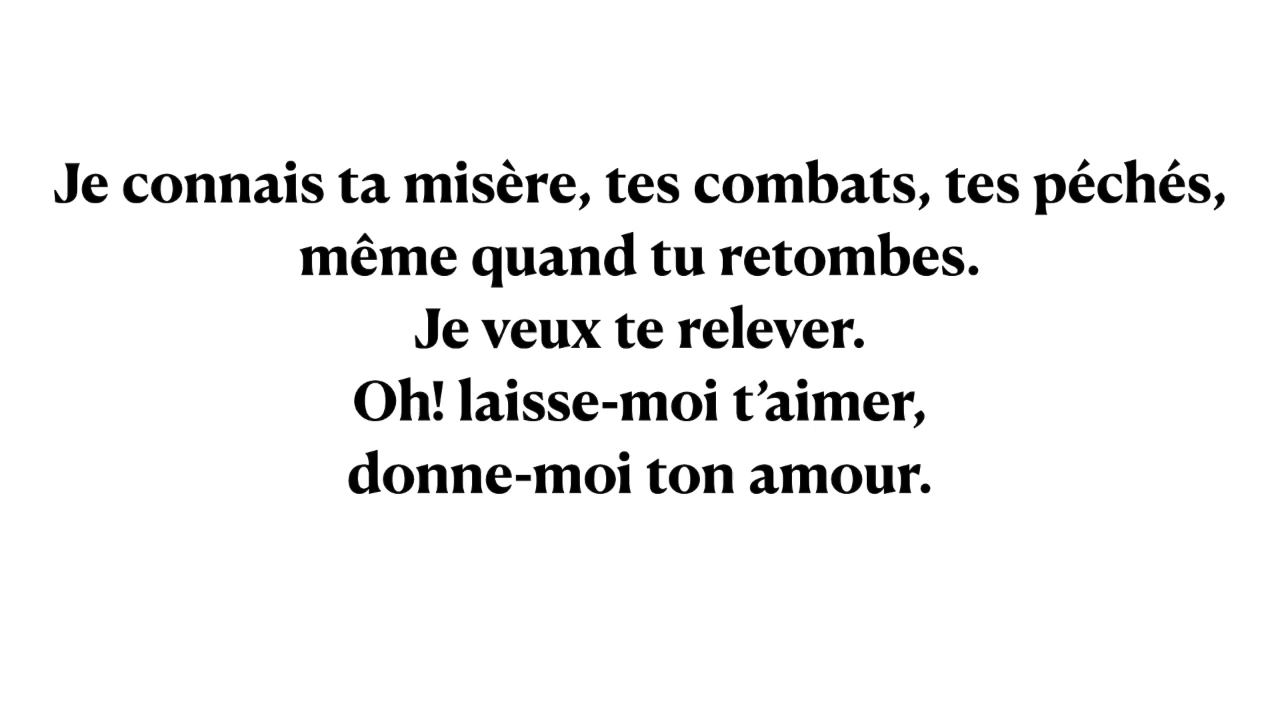 Je connais ta misère, tes combats, tes péchés,
même quand tu retombes.
Je veux te relever.
Oh! laisse-moi t’aimer,
donne-moi ton amour.